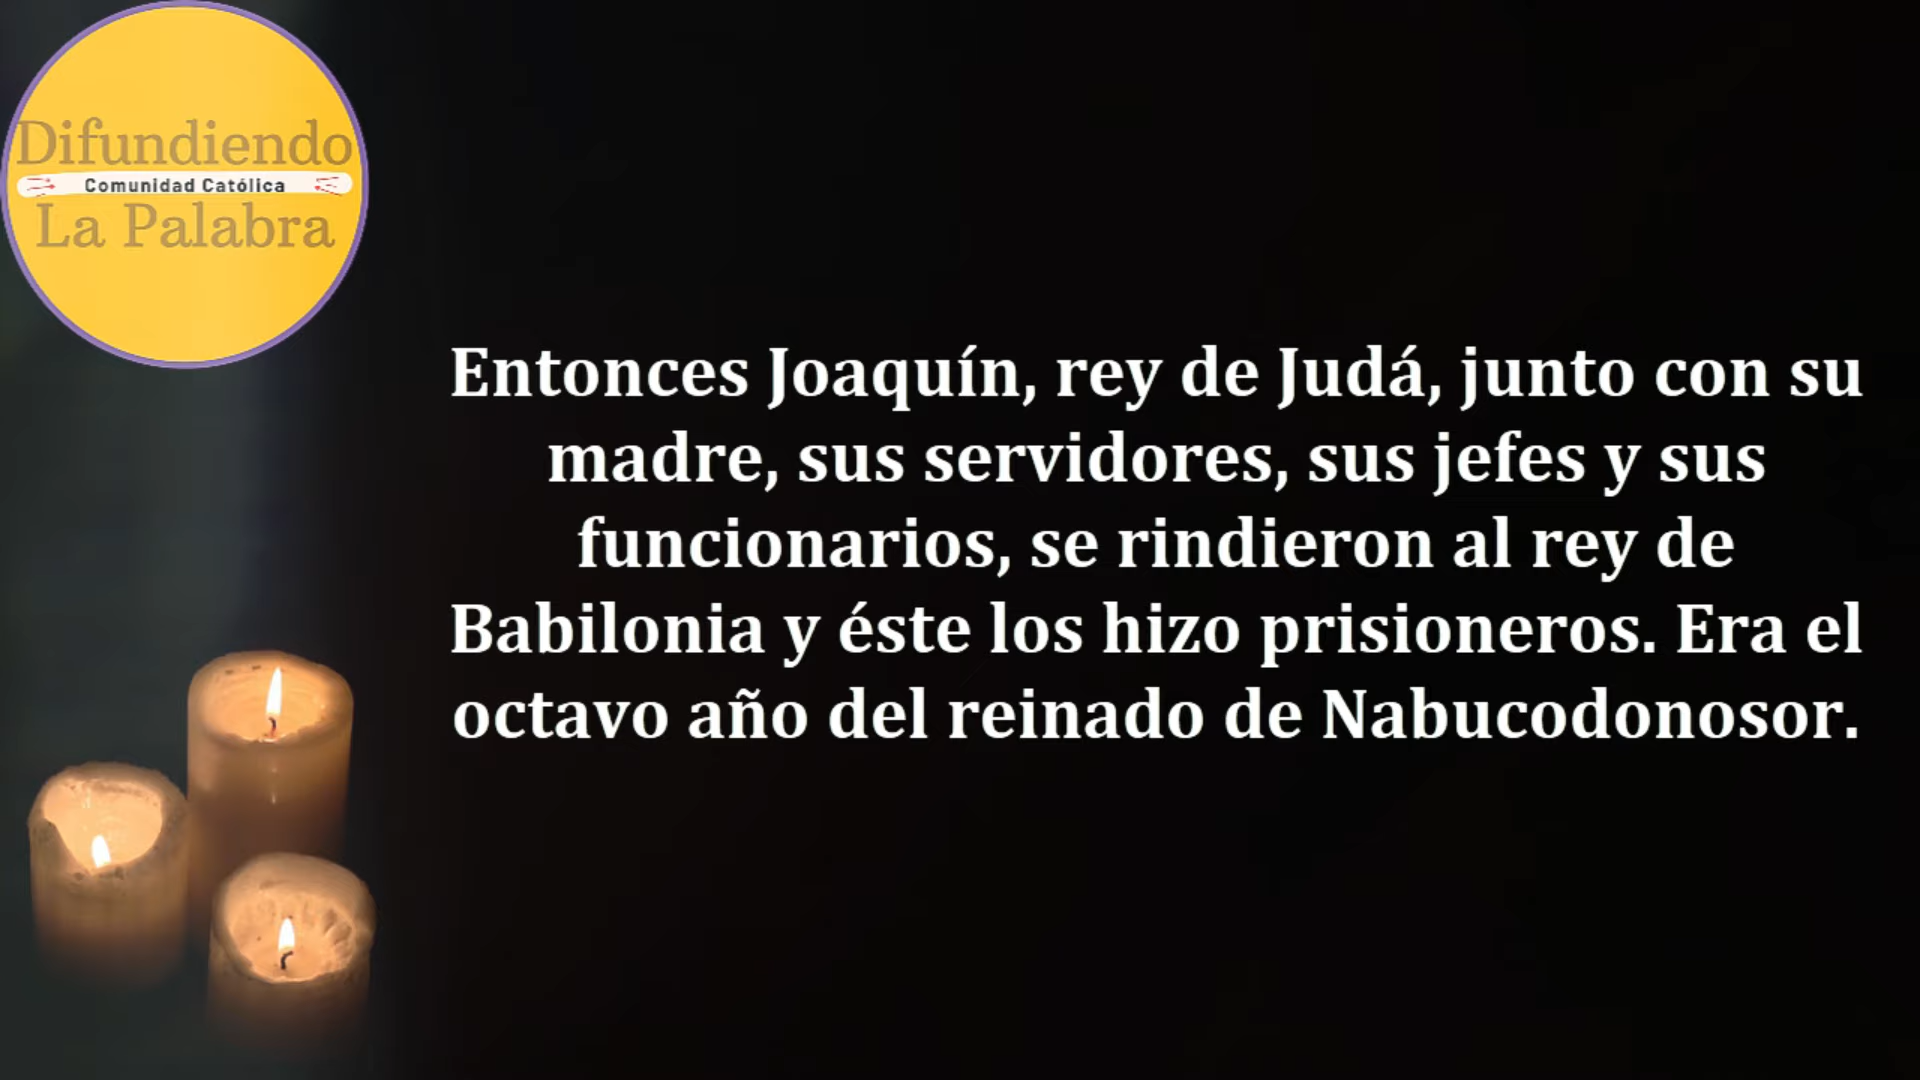 Difundiendo
Comunidad Católica
La Palabra
Entonces Joaquín, rey de Judá, junto con su
madre, sus servidores, sus jefes y sus
funcionarios, se rindieron al rey de
Babilonia y éste los hizo prisioneros. Era el
octavo año del reinado de Nabucodonosor.